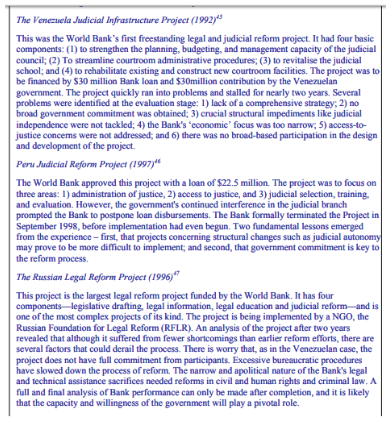 The Venezuela Judicial Infrastructure Project (1992)45
This was the World Bank's first freestanding legal and judicial reform project. It had four basic
components: (1) to strengthen the planning, budgeting, and management capacity of the judicial
council; (2) To streamline courtroom administrative procedures; (3) to revitalise the judicial
school; and (4) to rehabilitate existing and construct new courtroom facilities. The project was to
be financed by $30 million Bank loan and $30million contribution by the Venezuelan
government. The project quickly ran into problems and stalled for nearly two years. Several
problems were identified at the evaluation stage: 1) lack of a comprehensive strategy; 2) no
broad government commitment was obtained; 3) crucial structural impediments like judicial
independence were not tackled; 4) the Bank's 'economic' focus was too narrow; 5) access-to-
justice concerns were not addressed; and 6) there was no broad-based participation in the design
and development of the project.
Peru Judicial Reform Project (1997)46
The World Bank approved this project with a loan of $22.5 million. The project was to focus on
three areas: 1) administration of justice, 2) access to justice, and 3) judicial selection, training,
and evaluation. However, the government's continued interference in the judicial branch
prompted the Bank to postpone loan disbursements. The Bank formally terminated the Project in
September 1998, before implementation had even begun. Two fundamental lessons emerged
from the experience – first, that projects concerning structural changes such as judicial autonomy
may prove to be more difficult to implement; and second, that government commitment is key to
the reform process.
The Russian Legal Reform Project (1996)47
This project is the largest legal reform project funded by the World Bank. It has four
components—legislative drafting, legal information, legal education and judicial reform—and is
one of the most complex projects of its kind. The project is being implemented by a NGO, the
Russian Foundation for Legal Reform (RFLR). An analysis of the project after two years
revealed that although it suffered from fewer shortcomings than earlier reform efforts, there are
several factors that could derail the process. There is worry that, as in the Venezuelan case, the
project does not have full commitment from participants. Excessive bureaucratic procedures
have slowed down the process of reform. The narrow and apolitical nature of the Bank's legal
and technical assistance sacrifices needed reforms in civil and human rights and criminal law. A
full and final analysis of Bank performance can only be made after completion, and it is likely
that the capacity and willingness of the government will play a pivotal role.